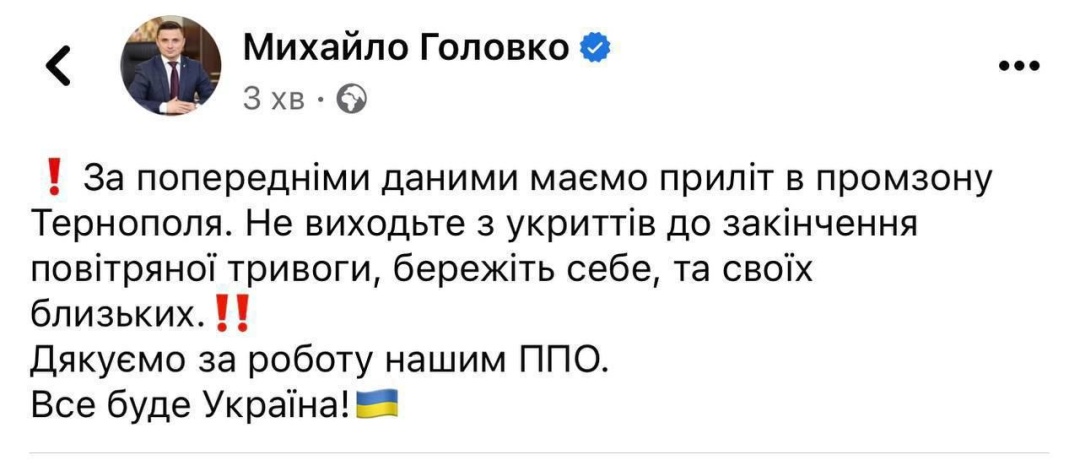 Михайло Головко
3 хв ·
❗ За попередніми даними маємо приліт в промзону
Тернополя. Не виходьте з укриттів до закінчення
повітряної тривоги, бережіть себе, та своїх
близьких.‼️
Дякуємо за роботу нашим ППО.
Все буде Україна!🇺🇦